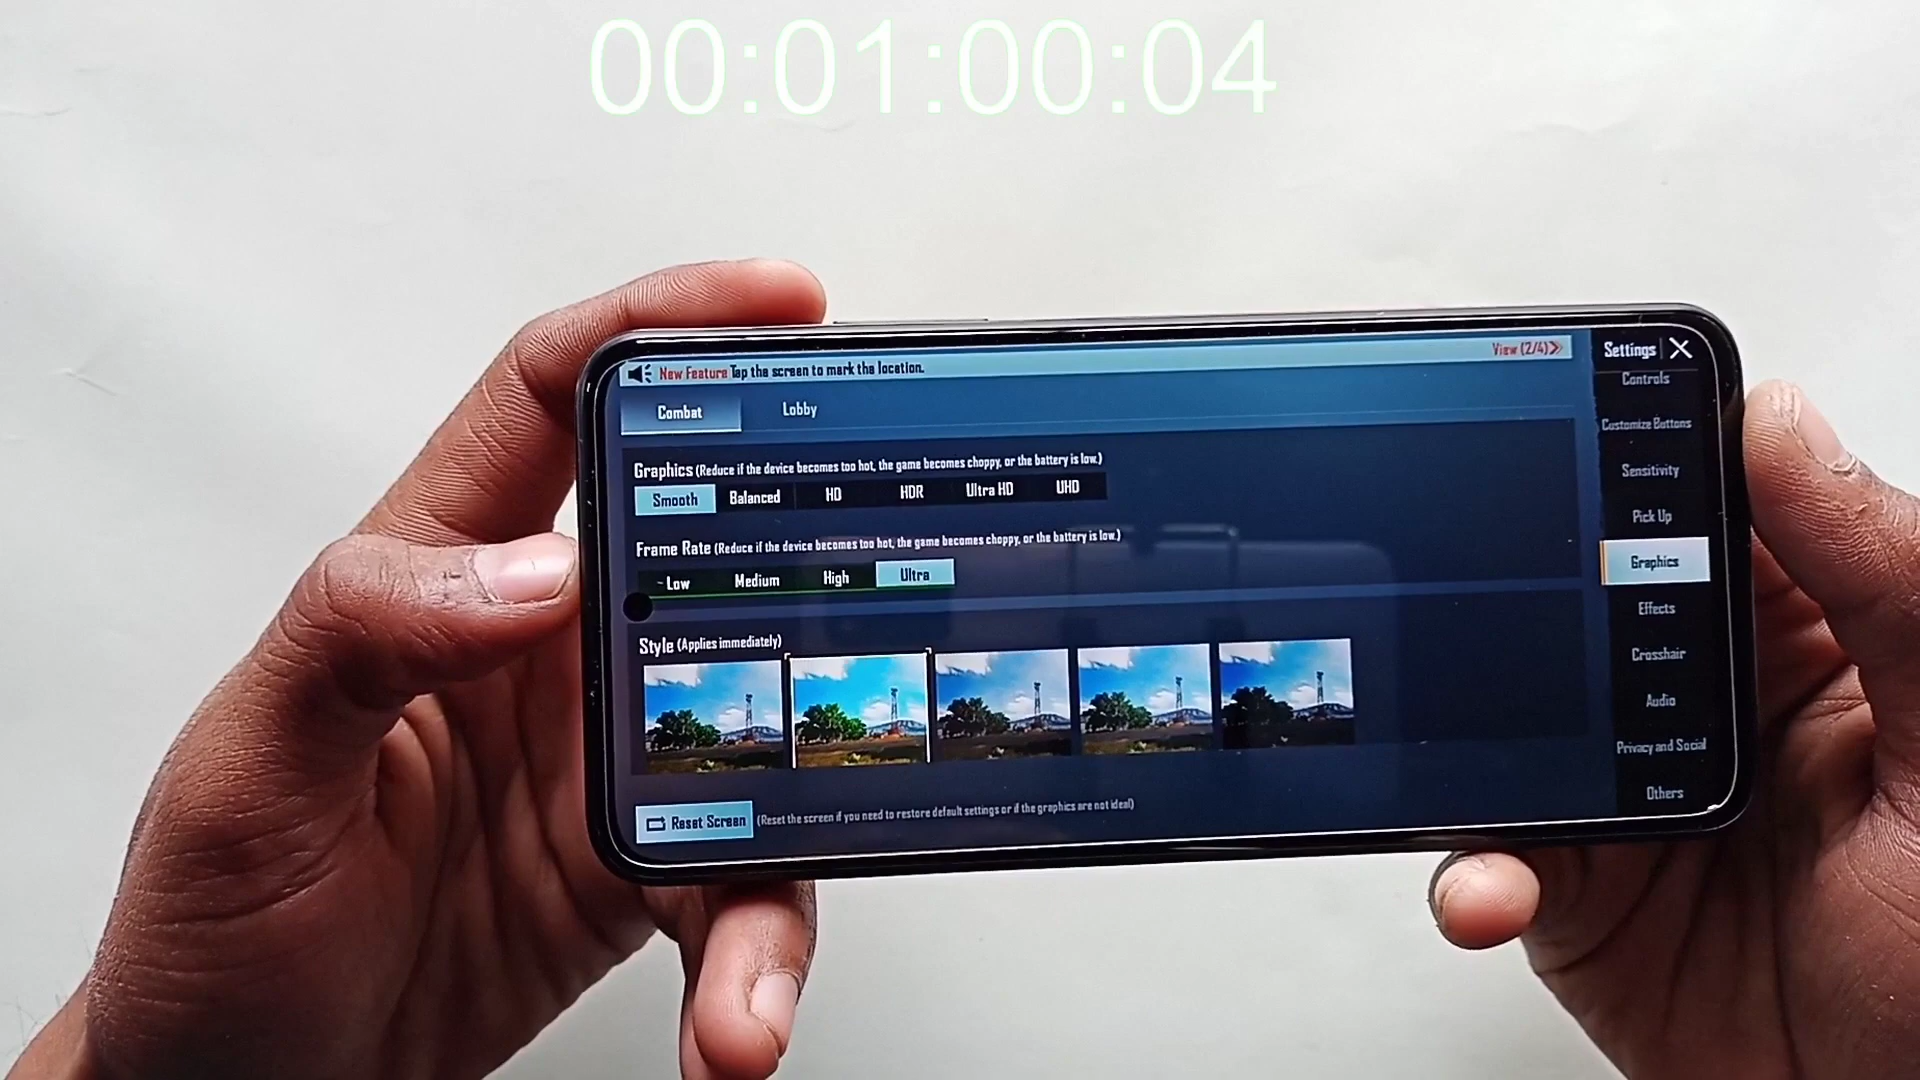 00:01:00:04
New Feature Tap the screen to mark the location.
View (2/4)
Settings
Combat
Lobby
Graphics (Reduce if the device becomes too hot, the game becomes choppy, or the battery is low.)
Smooth
Balanced
HD
HDR
Ultra HD
UHD
Frame Rate (Reduce if the device becomes too hot, the game becomes choppy, or the battery is low.)
Low
Medium
High
Ultra
Style (Applies immediately)
Reset Screen
(Reset the screen if you need to restore default settings or if the graphics are not ideal)
Controls
Customize Buttons
Sensitivity
Pick Up
Graphics
Effects
Crosshair
Audio
Privacy and Social
Others